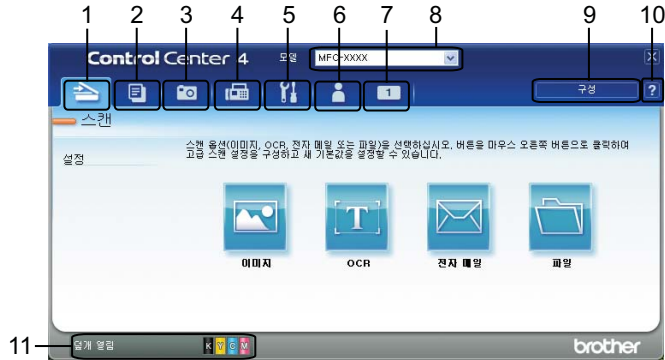 1 2 3 4 5 6 7 8 9 10
ControlCenter 4 모델 MFC-XXXX
1 구성 ?
스캔
설정
스캔 옵션(이미지, OCR, 전자 메일 또는 파일)을 선택하십시오. 버튼을 마우스 오른쪽 버튼으로 클릭하여
고급 스캔 설정을 구성하고 새 기본값을 설정할 수 있습니다.
T
이미지 OCR 전자 메일 파일
11 덮개 열림 K Y C M brother